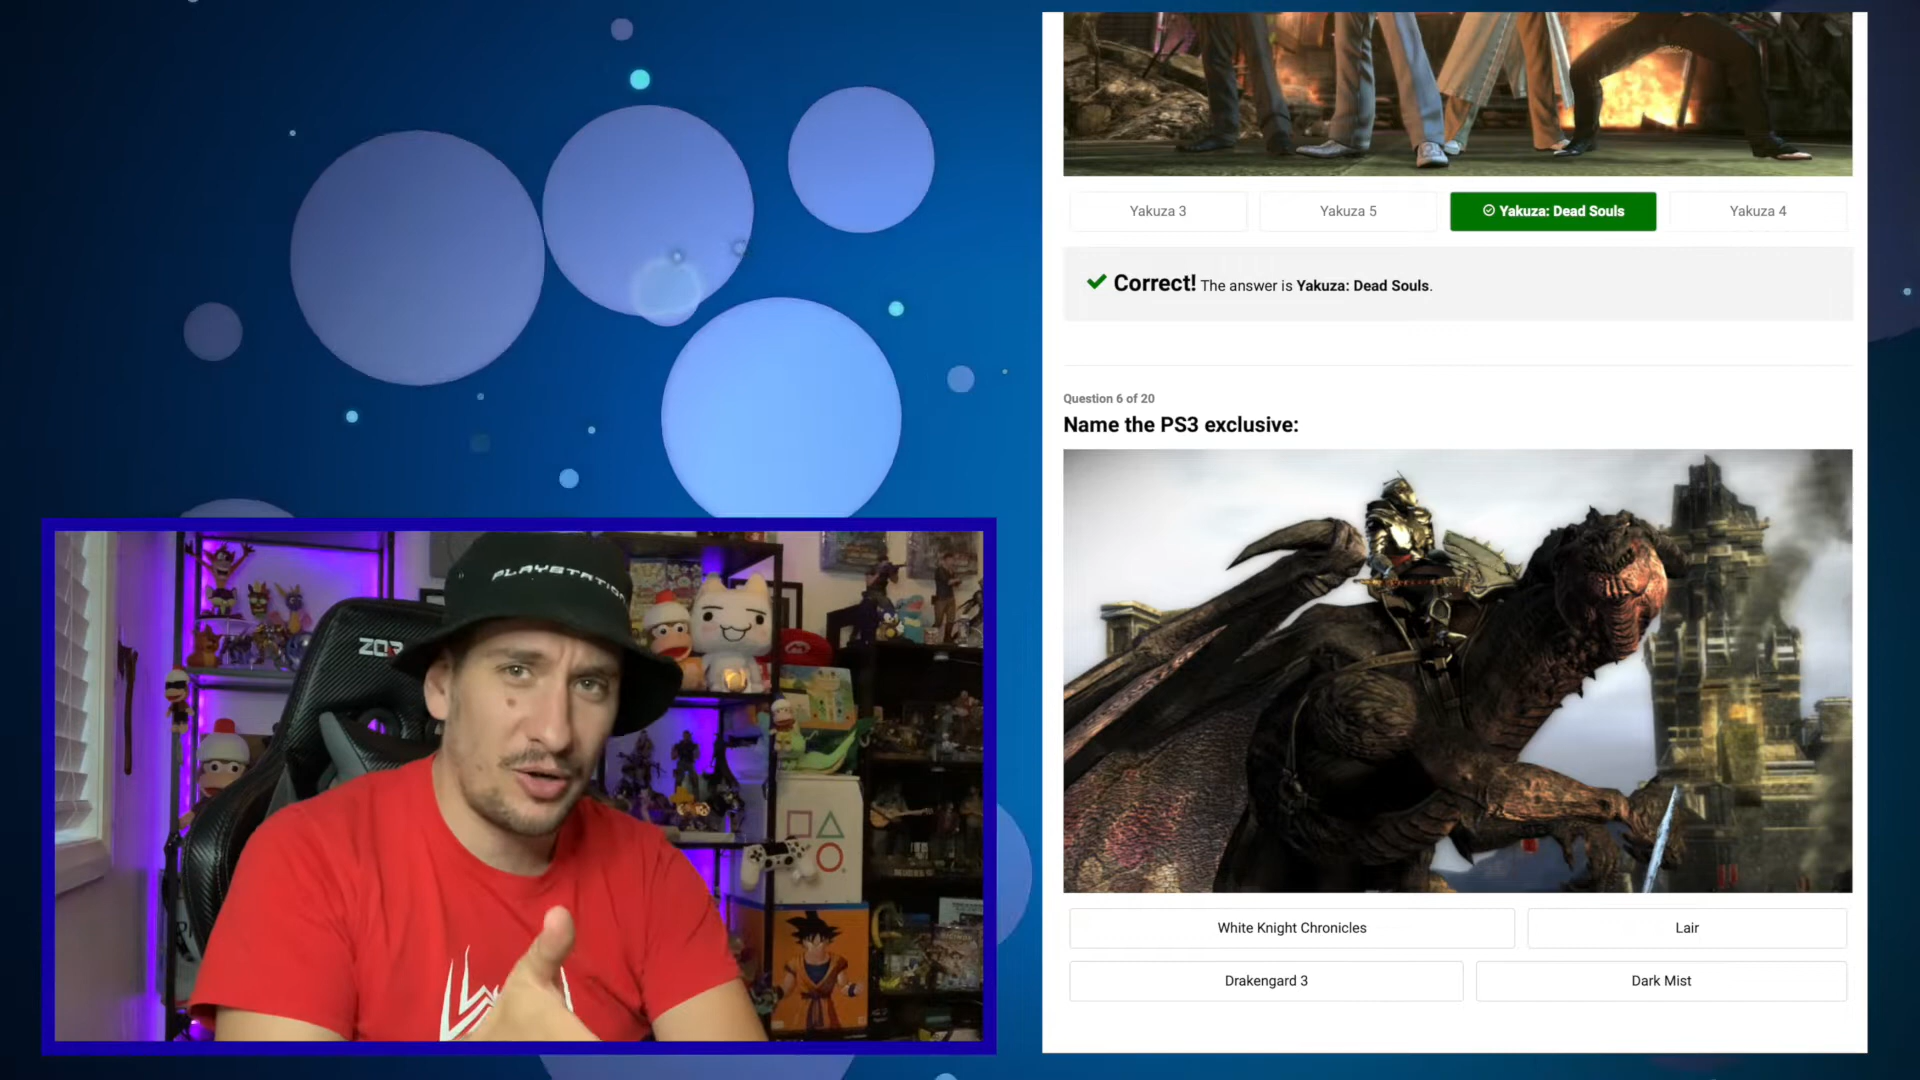 Yakuza 3
Yakuza 5
Yakuza: Dead Souls
Yakuza 4
Correct! The answer is Yakuza: Dead Souls.
Question 6 of 20
Name the PS3 exclusive:
White Knight Chronicles
Lair
Drakengard 3
Dark Mist
PLAYSTATION